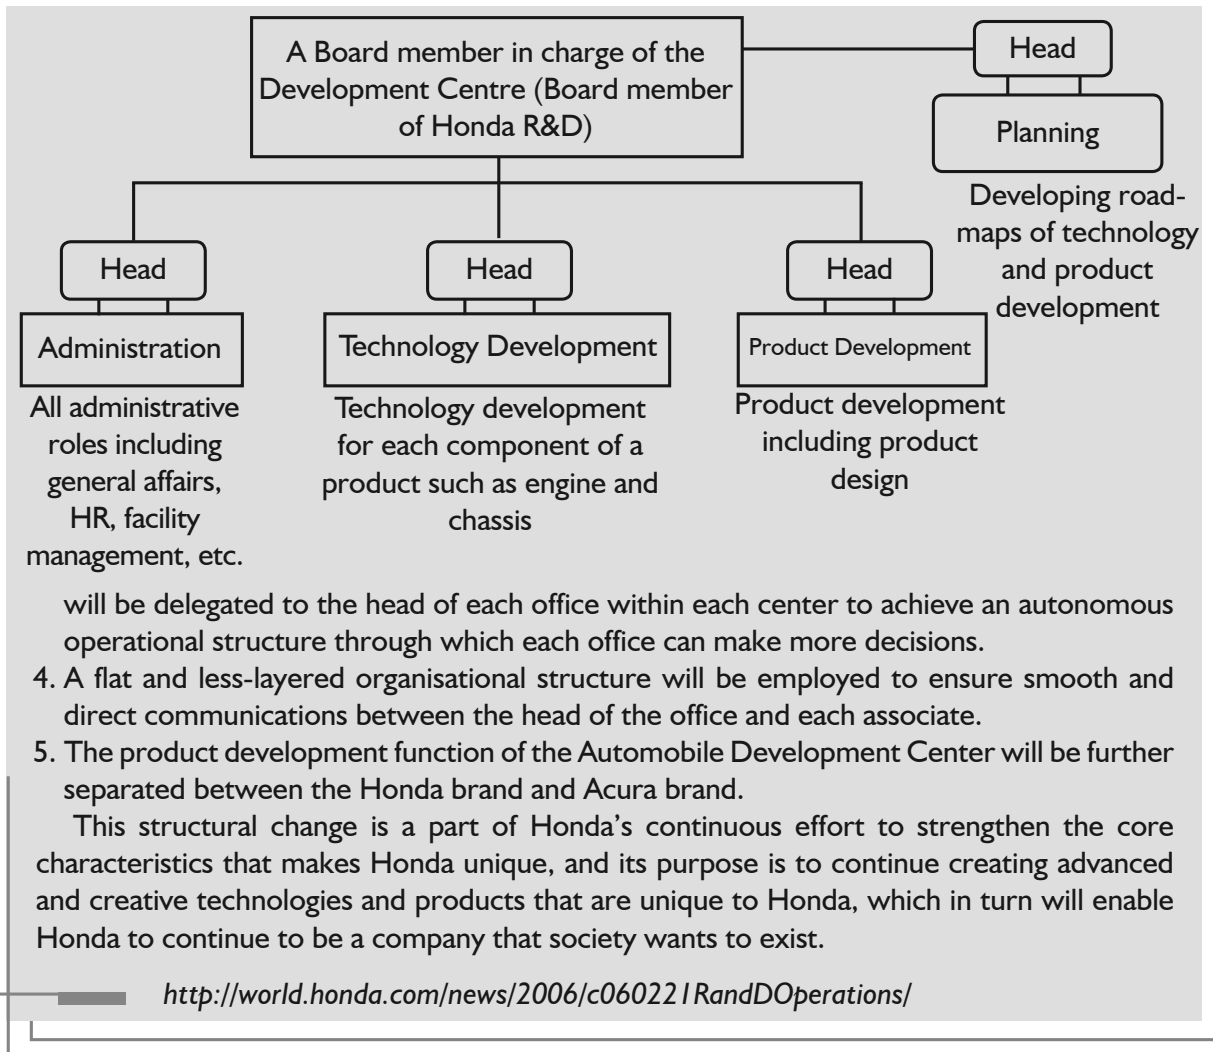 A Board member in charge of the
Development Centre (Board member
of Honda R&D)
Head
Planning
Developing road-
maps of technology
and product
development
Head
Administration
All administrative
roles including
general affairs,
HR, facility
management, etc.
Head
Technology Development
Technology development
for each component of a
product such as engine and
chassis
Head
Product Development
Product development
including product
design
will be delegated to the head of each office within each center to achieve an autonomous
operational structure through which each office can make more decisions.
4. A flat and less-layered organisational structure will be employed to ensure smooth and
direct communications between the head of the office and each associate.
5. The product development function of the Automobile Development Center will be further
separated between the Honda brand and Acura brand.
This structural change is a part of Honda's continuous effort to strengthen the core
characteristics that makes Honda unique, and its purpose is to continue creating advanced
and creative technologies and products that are unique to Honda, which in turn will enable
Honda to continue to be a company that society wants to exist.
http://world.honda.com/news/2006/c060221RandDOperations/